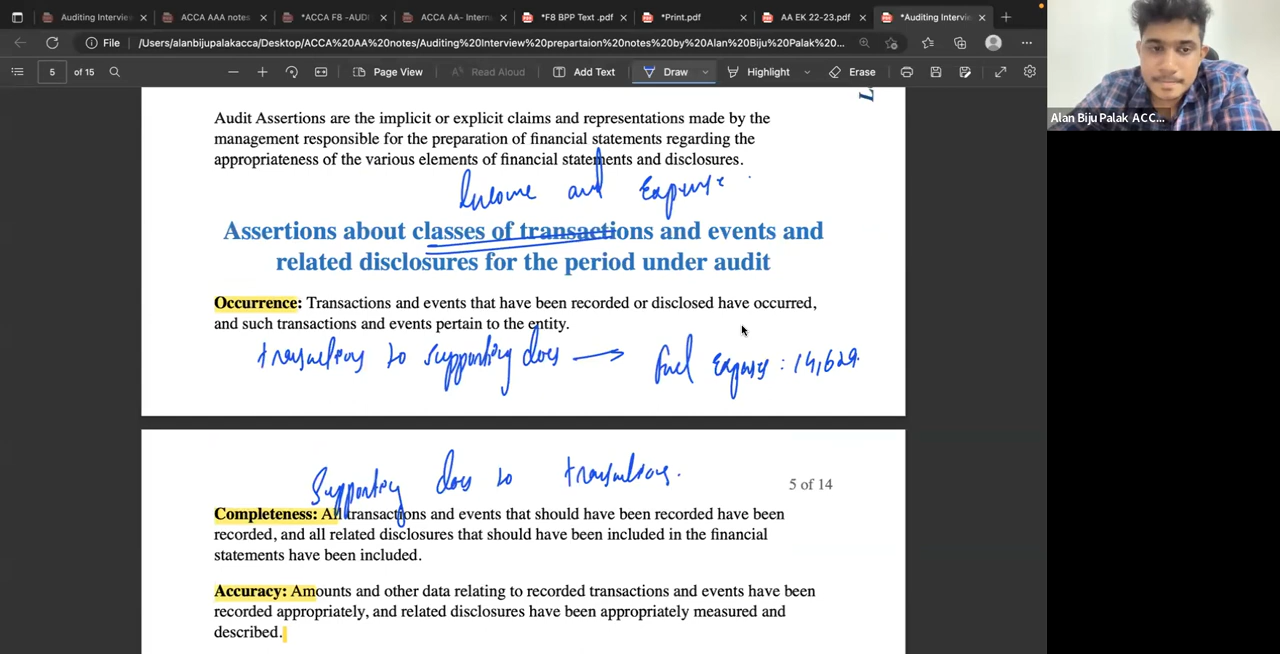 Auditing Interview
ACCA AAA notes
*ACCA F8 -AUDI
ACCA AA- Intern
*F8 BPP Text .pdf
*Print.pdf
AA EK 22-23.pdf
*Auditing Intervie
File /Users/alanbijupalakacca/Desktop/ACCA%20AA%20notes/Auditing%20Interview%20prepartaion%20notes%20by%20Alan%20Biju%20Palak%20...
5 of 15 Page View Read Aloud Add Text Draw Highlight Erase
Alan Biju Palak ACC...
Audit Assertions are the implicit or explicit claims and representations made by the
management responsible for the preparation of financial statements regarding the
appropriateness of the various elements of financial statements and disclosures.
Income and Expense
Assertions about classes of transactions and events and
related disclosures for the period under audit
Occurrence: Transactions and events that have been recorded or disclosed have occurred,
and such transactions and events pertain to the entity.
transactions to supporting docs → Fuel Expenses : 14,629.
Supporting docs to transactions.
5 of 14
Completeness: All transactions and events that should have been recorded have been
recorded, and all related disclosures that should have been included in the financial
statements have been included.
Accuracy: Amounts and other data relating to recorded transactions and events have been
recorded appropriately, and related disclosures have been appropriately measured and
described.